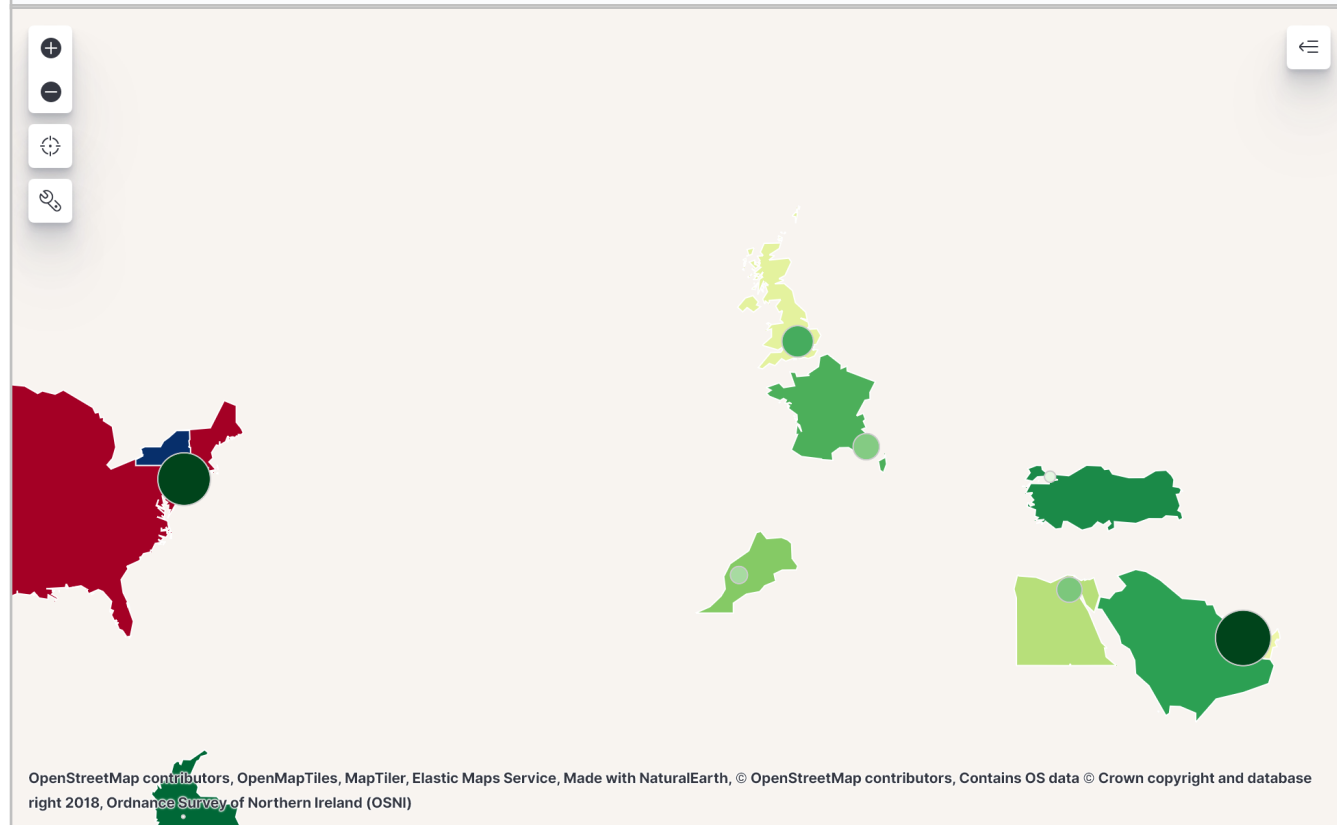 OpenStreetMap contributors, OpenMapTiles, MapTiler, Elastic Maps Service, Made with NaturalEarth, © OpenStreetMap contributors, Contains OS data © Crown copyright and database
right 2018, Ordnance Survey of Northern Ireland (OSNI)